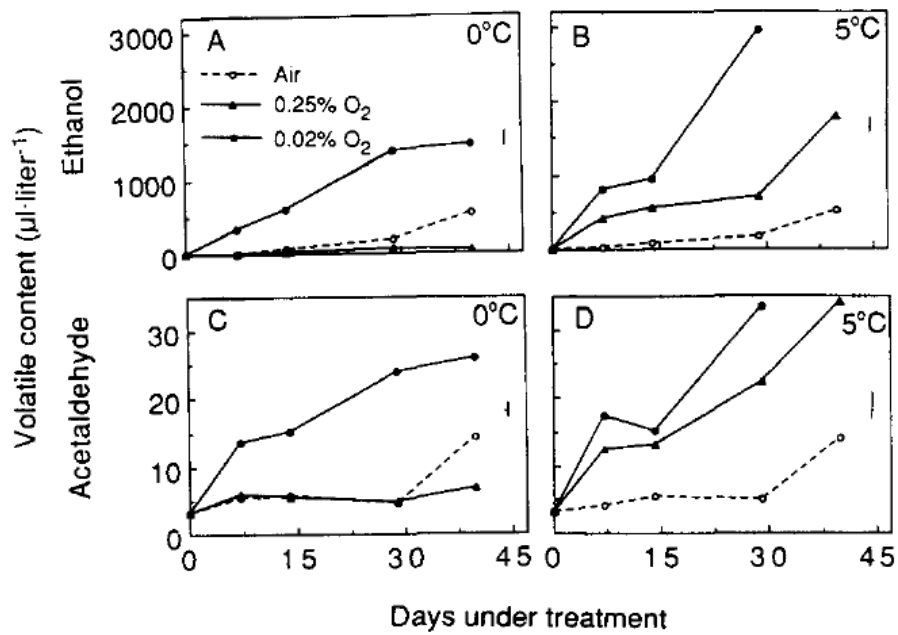 A
0°C
B
5°C
3000
2000
1000
0
Air
0.25% O₂
0.02% O₂
Ethanol
Volatile content (µl·liter⁻¹)
C
0°C
D
5°C
30
20
10
0
Acetaldehyde
0 15 30 45 0 15 30 45
Days under treatment